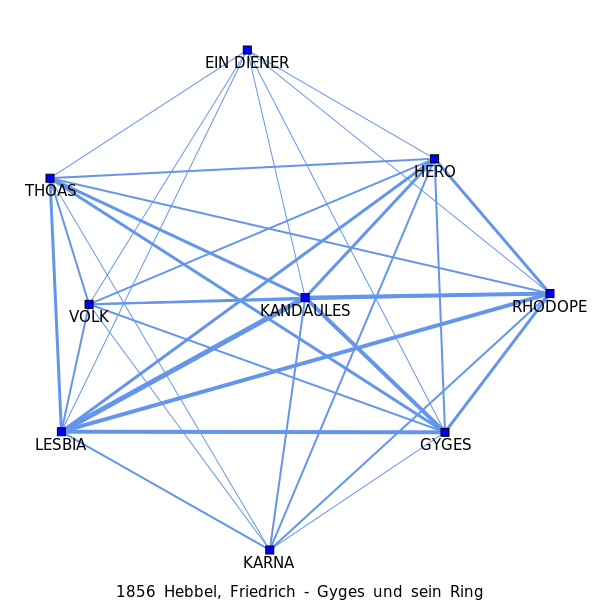 EIN DIENER
HERO
THOAS
KANDAULES
RHODOPE
VOLK
LESBIA
GYGES
KARNA
1856 Hebbel, Friedrich - Gyges und sein Ring